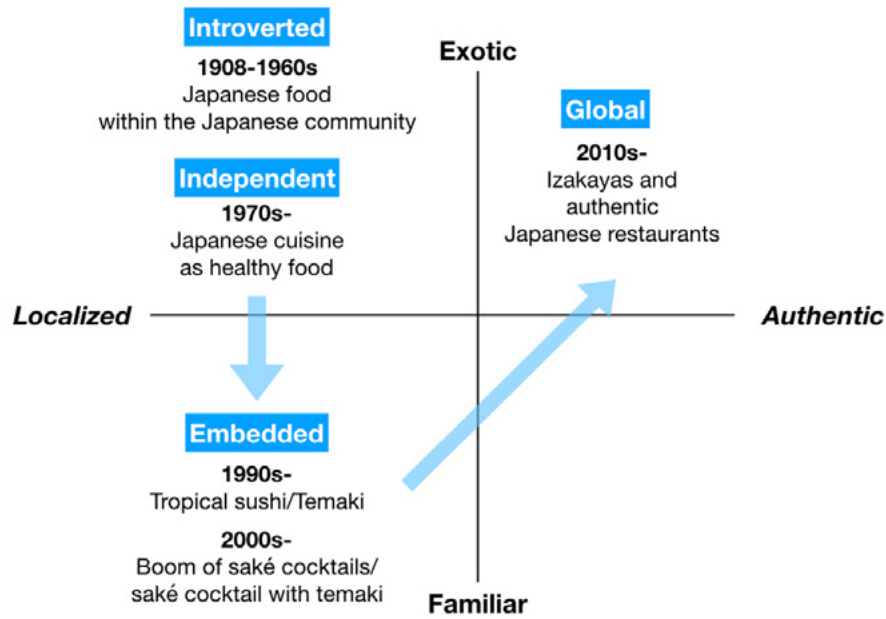 Introverted
1908-1960s
Japanese food
within the Japanese community
Independent
1970s-
Japanese cuisine
as healthy food
Exotic
Global
2010s-
Izakayas and
authentic
Japanese restaurants
Localized
Authentic
Embedded
1990s-
Tropical sushi/Temaki
2000s-
Boom of saké cocktails/
saké cocktail with temaki
Familiar